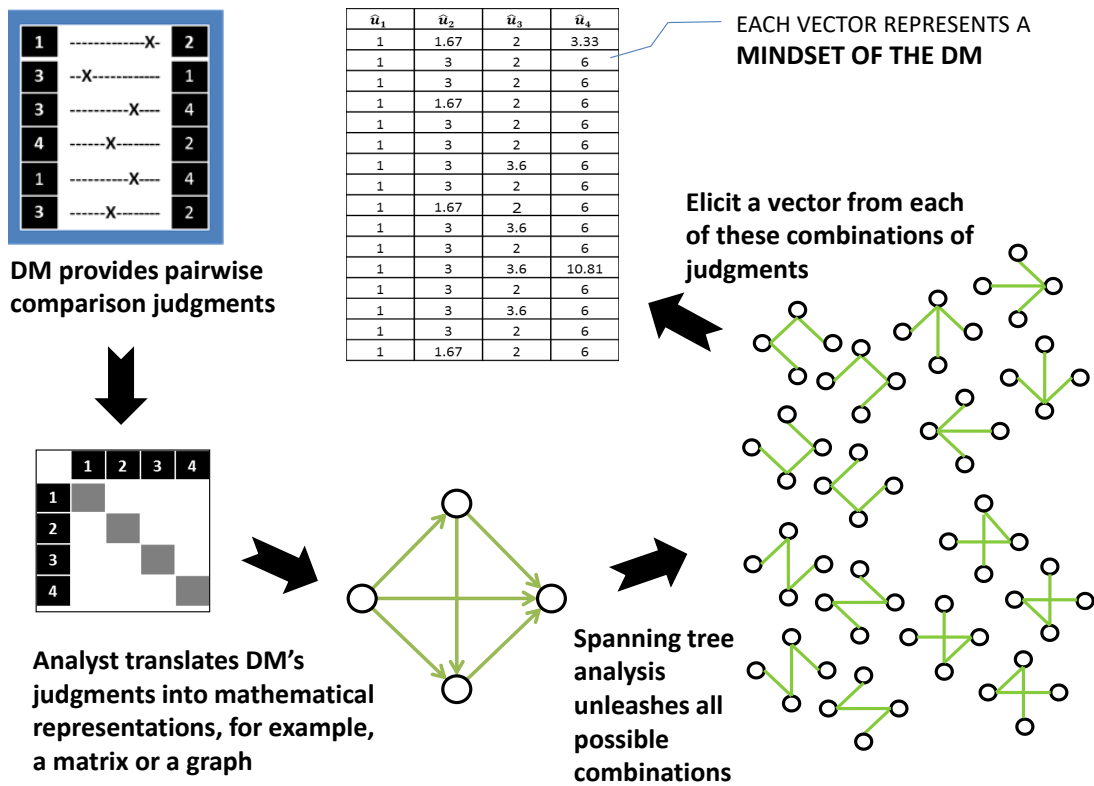 1 --------------X- 2
3 --X------------ 1
3 -----------X---- 4
4 ------X-------- 2
1 -----------X---- 4
3 ------X-------- 2
DM provides pairwise
comparison judgments
û1 û2 û3 û4
1 1.67 2 3.33
1 3 2 6
1 3 2 6
1 1.67 2 6
1 3 2 6
1 3 2 6
1 3 3.6 6
1 3 2 6
1 1.67 2 6
1 3 3.6 6
1 3 2 6
1 3 3.6 10.81
1 3 2 6
1 3 3.6 6
1 3 2 6
1 1.67 2 6
EACH VECTOR REPRESENTS A
MINDSET OF THE DM
Elicit a vector from each
of these combinations of
judgments
1 2 3 4
1
2
3
4
Analyst translates DM's
judgments into mathematical
representations, for example,
a matrix or a graph
Spanning tree
analysis
unleashes all
possible
combinations